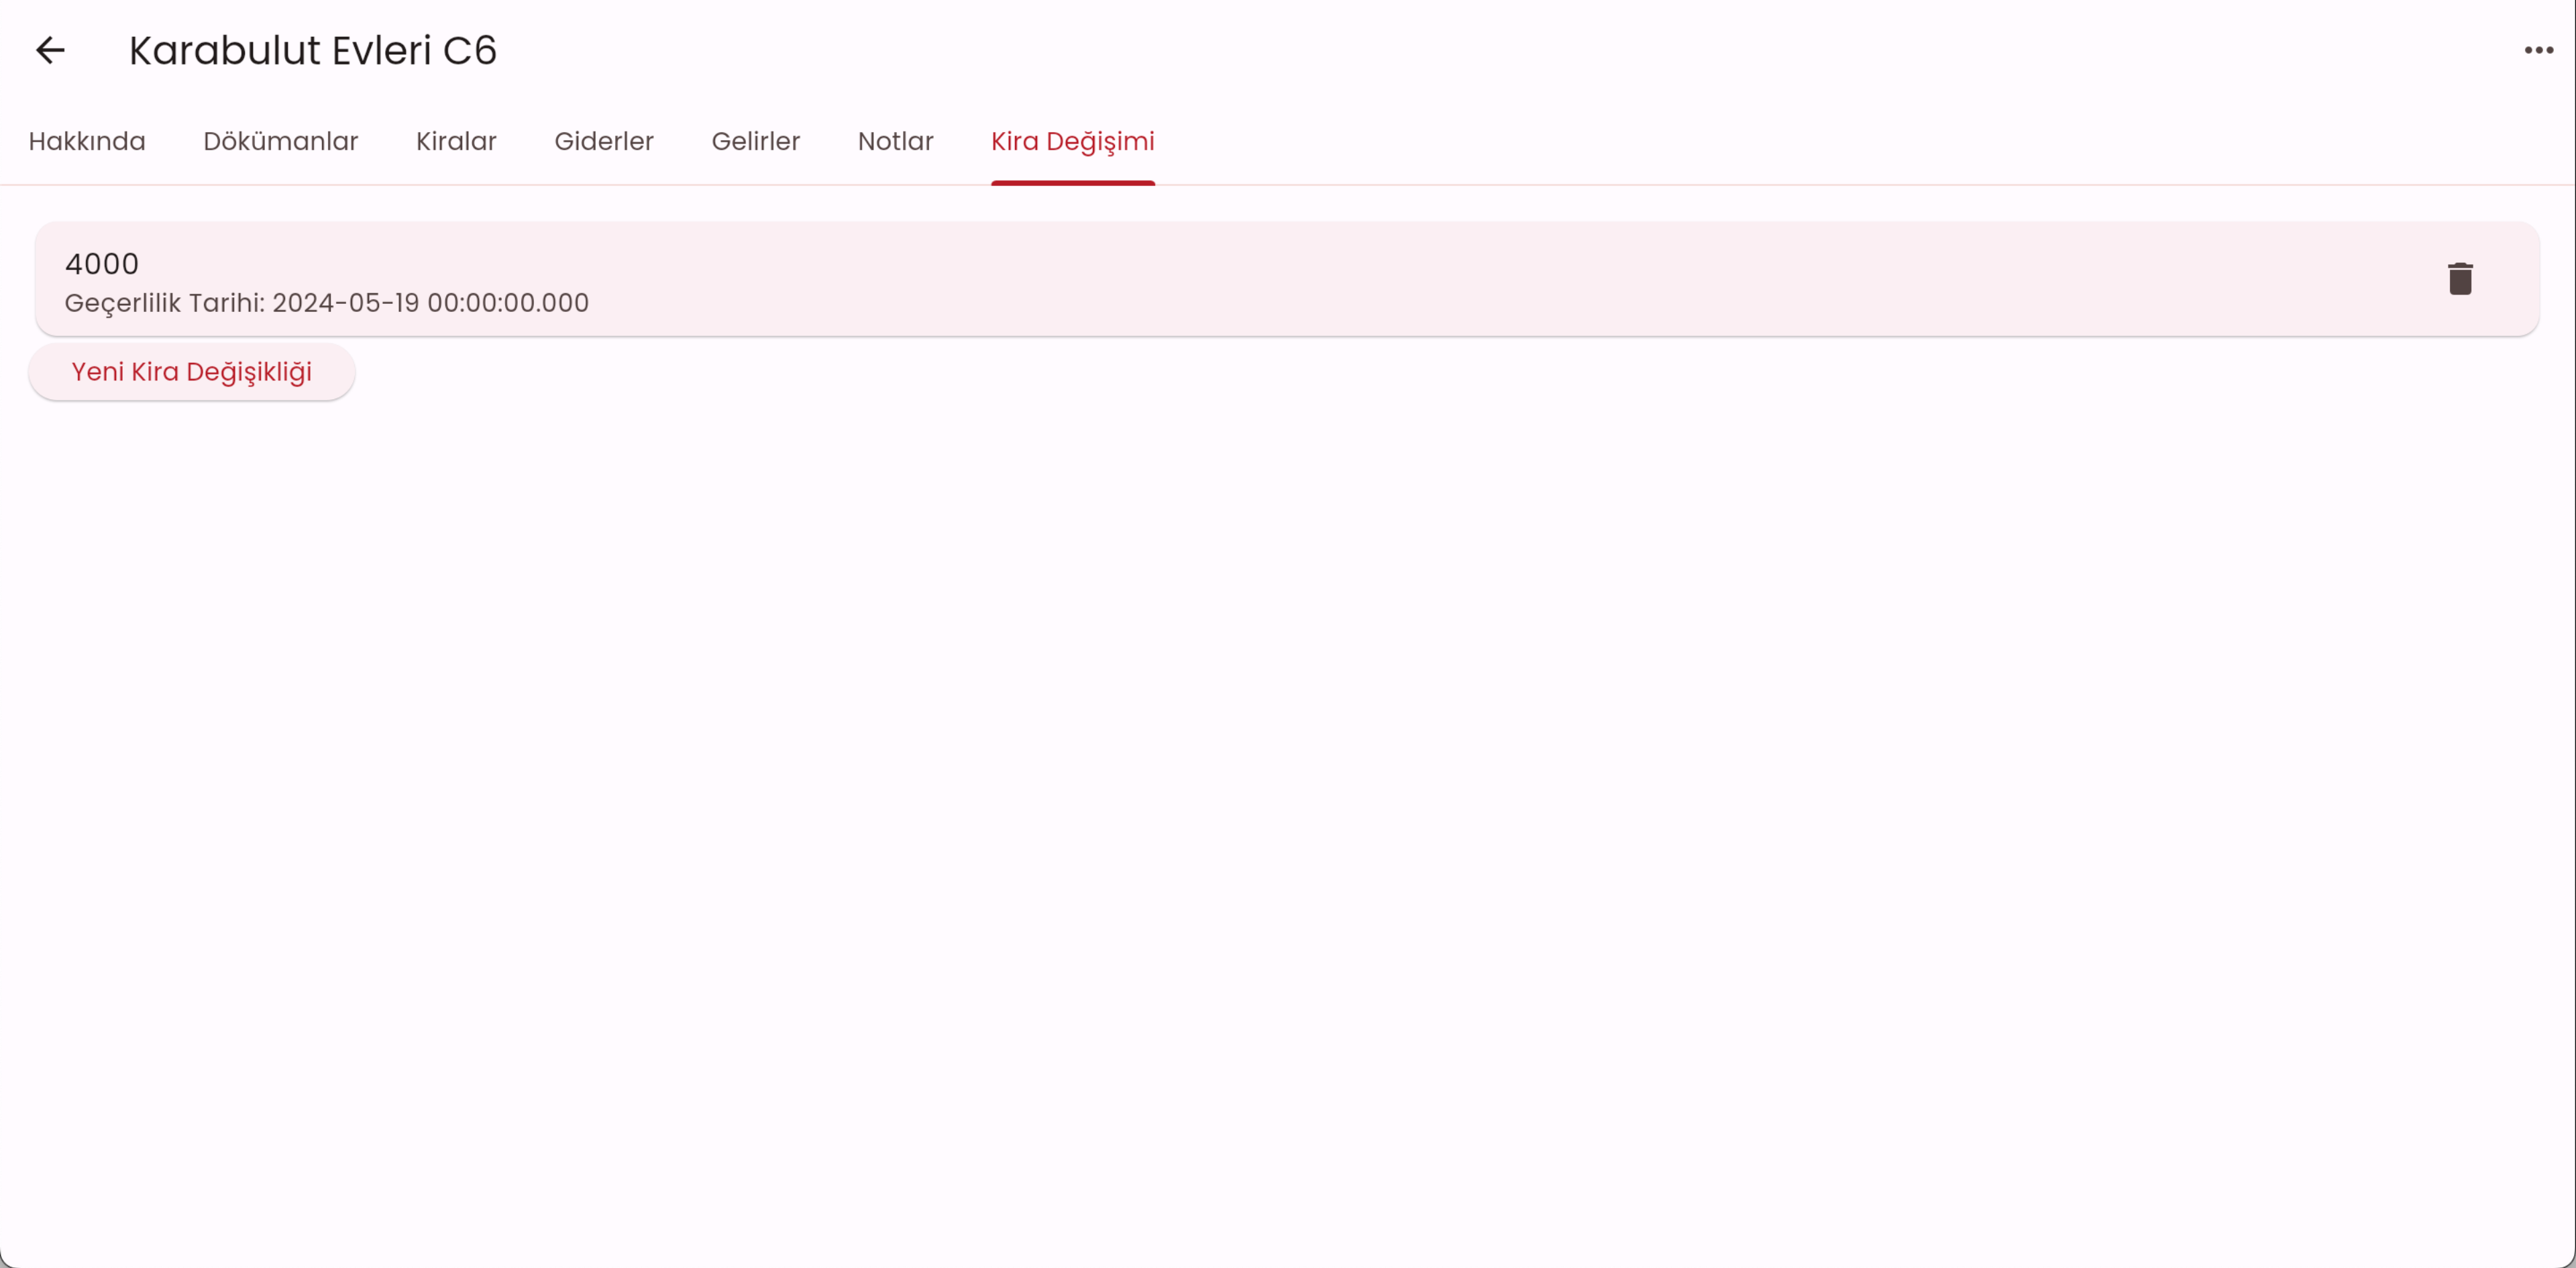 Karabulut Evleri C6
Hakkında Dökümanlar Kiralar Giderler Gelirler Notlar Kira Değişimi
4000
Geçerlilik Tarihi: 2024-05-19 00:00:00.000
Yeni Kira Değişikliği